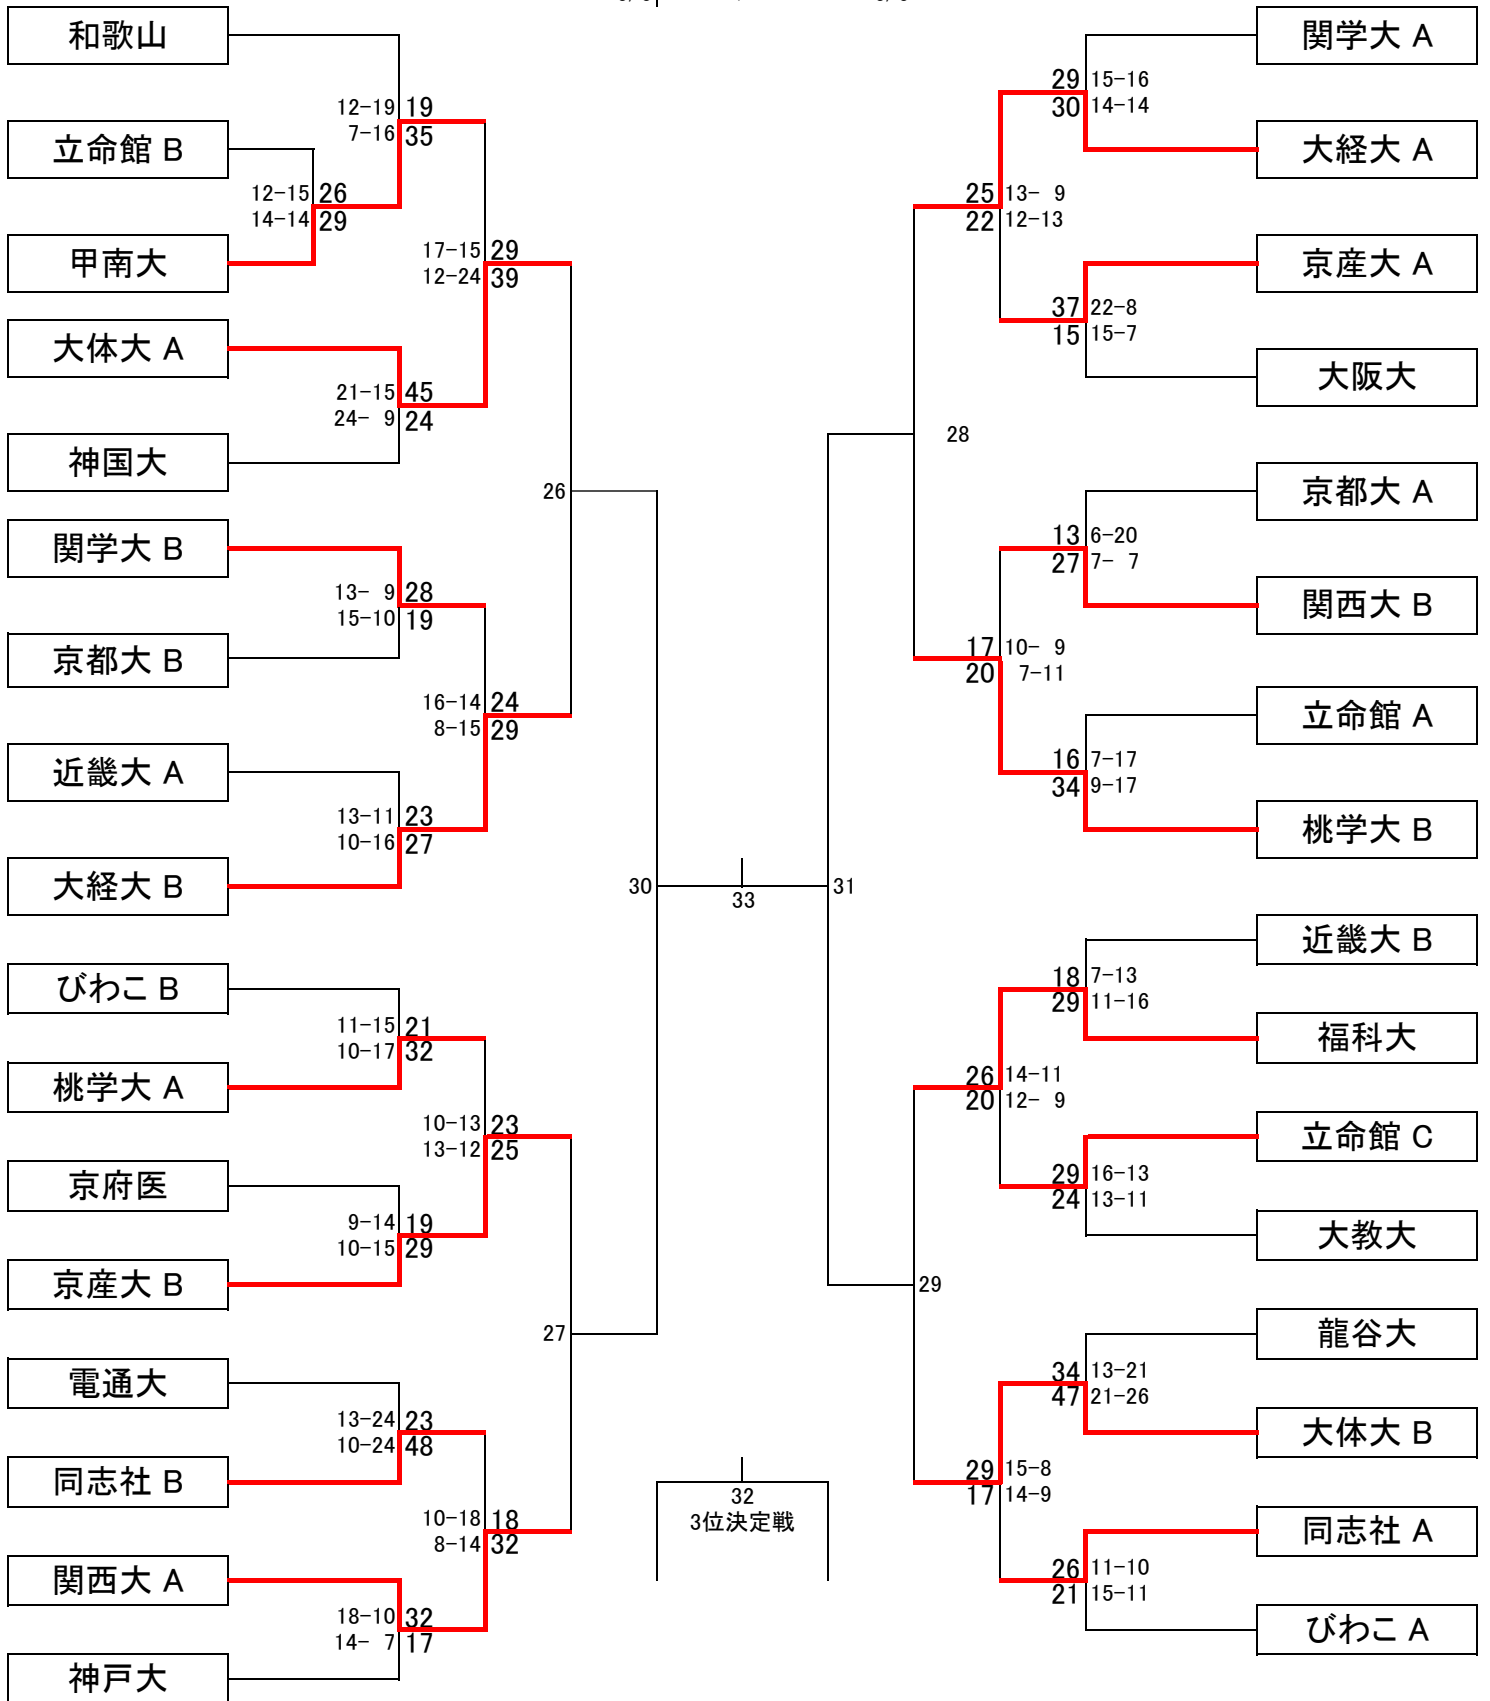 和歌山
12-19 19
7-16 35
立命館 B
12-15 26
14-14 29
甲南大
17-15 29
12-24 39
大体大 A
21-15 45
24- 9 24
神国大
26
関学大 B
13- 9 28
15-10 19
京都大 B
16-14 24
8-15 29
近畿大 A
13-11 23
10-16 27
大経大 B
30
33
31
びわこ B
11-15 21
10-17 32
桃学大 A
10-13 23
13-12 25
京府医
9-14 19
10-15 29
京産大 B
27
電通大
13-24 23
10-24 48
同志社 B
10-18 18
8-14 32
関西大 A
18-10 32
14- 7 17
神戸大
32
3位決定戦
関学大 A
29 15-16
30 14-14
大経大 A
25 13- 9
22 12-13
京産大 A
37 22-8
15 15-7
大阪大
28
京都大 A
13 6-20
27 7- 7
関西大 B
17 10- 9
20 7-11
立命館 A
16 7-17
34 9-17
桃学大 B
近畿大 B
18 7-13
29 11-16
福科大
26 14-11
20 12- 9
立命館 C
29 16-13
24 13-11
大教大
29
龍谷大
34 13-21
47 21-26
大体大 B
29 15-8
17 14-9
同志社 A
26 11-10
21 15-11
びわこ A